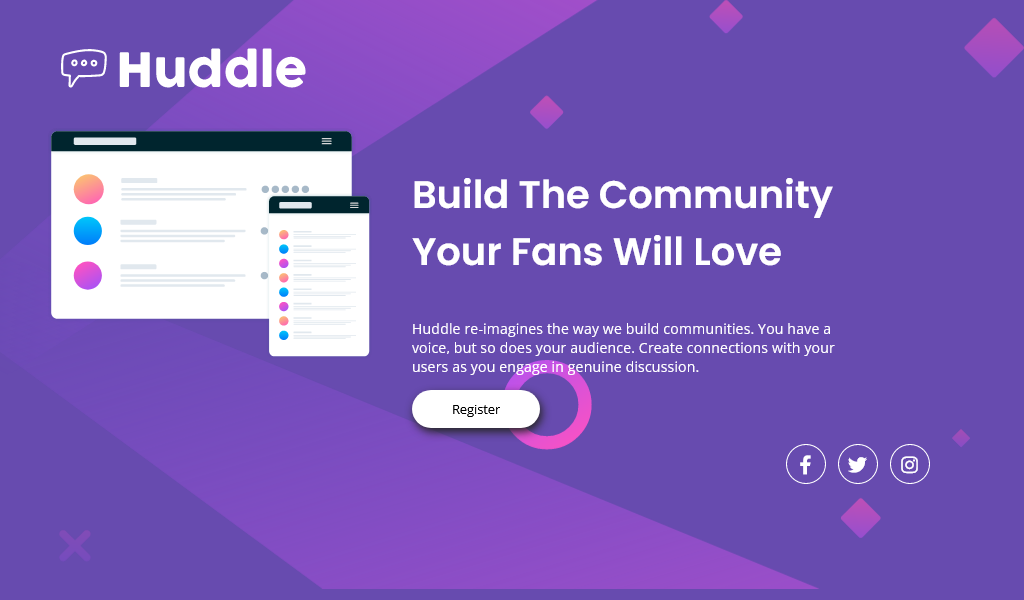 Huddle
Build The Community
Your Fans Will Love
Huddle re-imagines the way we build communities. You have a
voice, but so does your audience. Create connections with your
users as you engage in genuine discussion.
Register